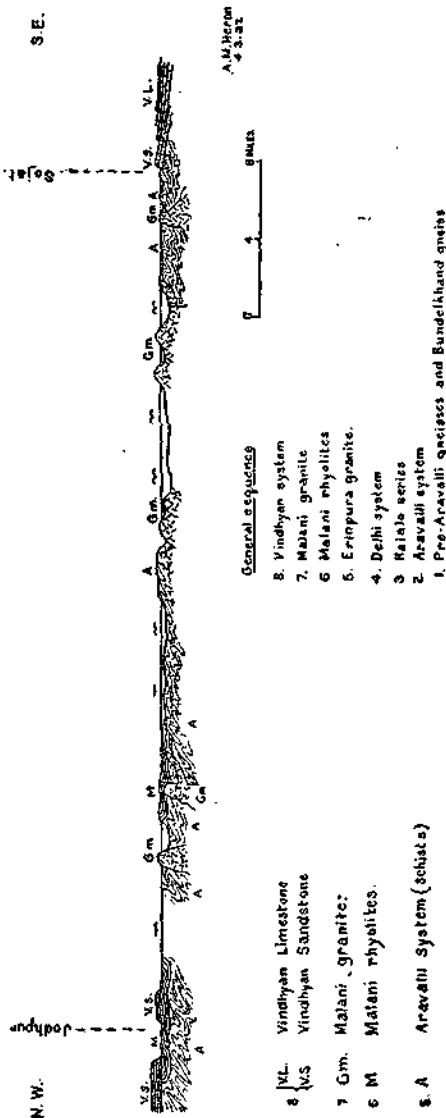 N.W.
S.E.
Jodhpur
Sojat
V.S. M V.S. Gm. M A Gm. Gm. A Gm A V.S. V.L.
A A A Gm A
A.M.Heron
0 4 8 MILES
8 V.L. Vindhyan Limestone
V.S Vindhyan Sandstone
7 Gm. Malani granite.
6 M Malani rhyolites.
A Aravalli System (schists)
General sequence
8. Vindhyan system
7. Malani granite
6 Malani rhyolites
5. Erinpura granite.
4. Delhi system
3 Raialo series
2 Aravalli system
1. Pre-Aravalli gneisses and Bundelkhand gneiss